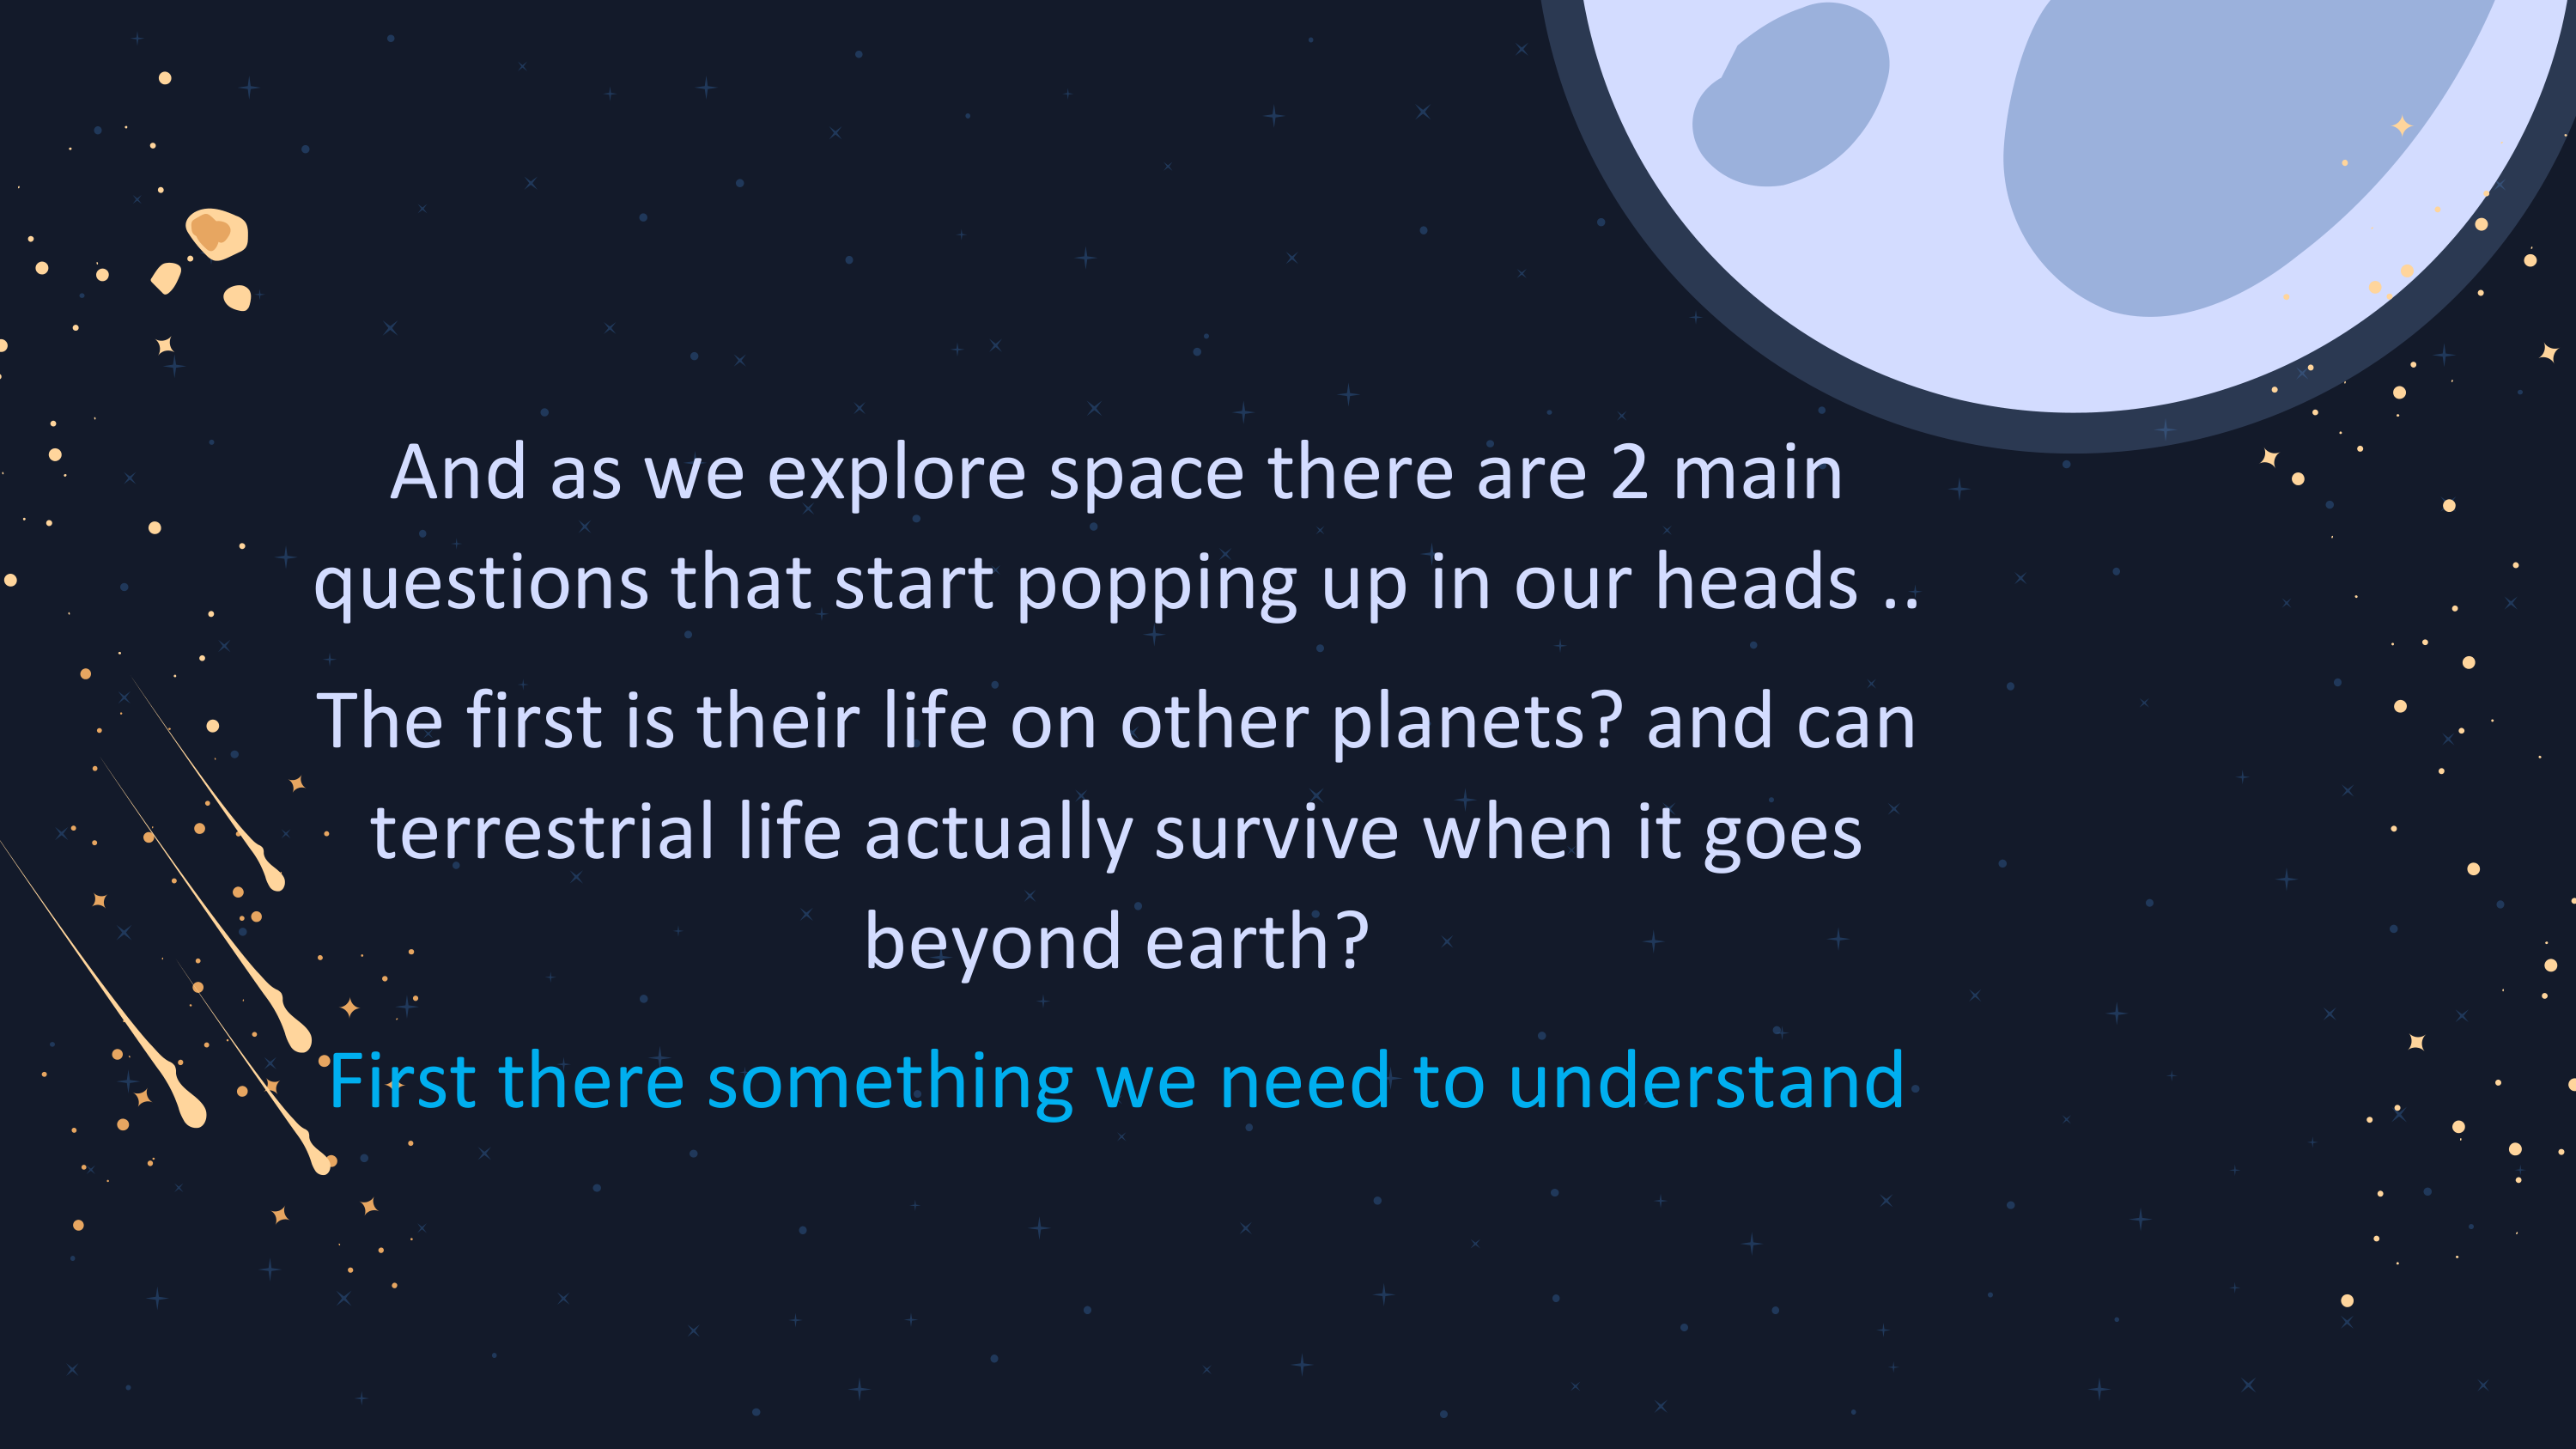 And as we explore space there are 2 main
questions that start popping up in our heads ..
The first is their life on other planets? and can
terrestrial life actually survive when it goes
beyond earth?
First there something we need to understand